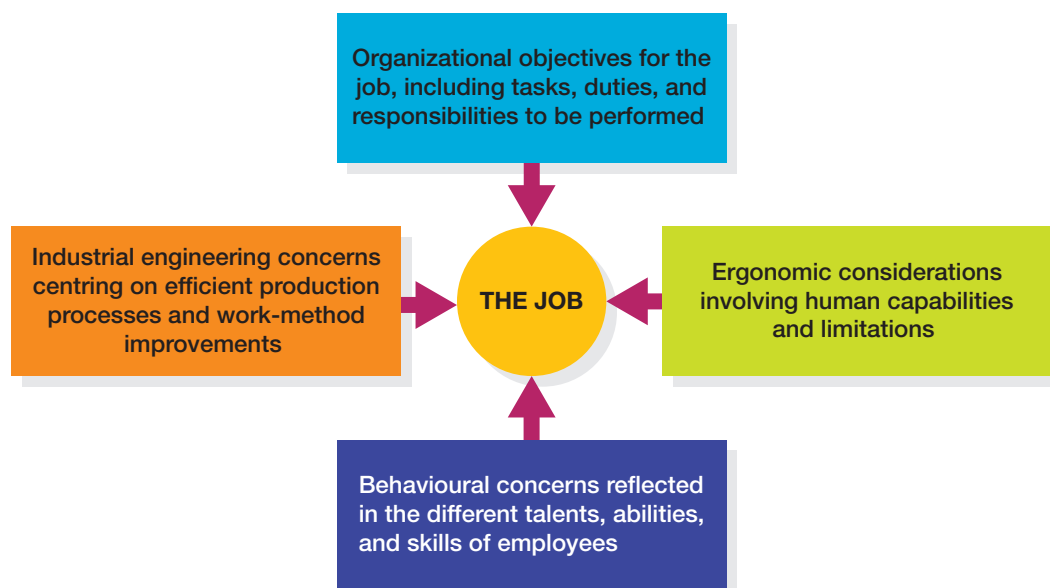 Organizational objectives for the
job, including tasks, duties, and
responsibilities to be performed
Industrial engineering concerns
centring on efficient production
processes and work-method
improvements
THE JOB
Ergonomic considerations
involving human capabilities
and limitations
Behavioural concerns reflected
in the different talents, abilities,
and skills of employees